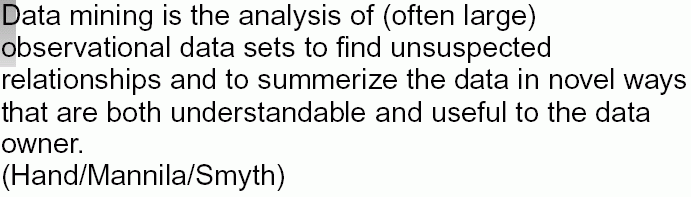 Data mining is the analysis of (often large)
observational data sets to find unsuspected
relationships and to summerize the data in novel ways
that are both understandable and useful to the data
owner.
(Hand/Mannila/Smyth)